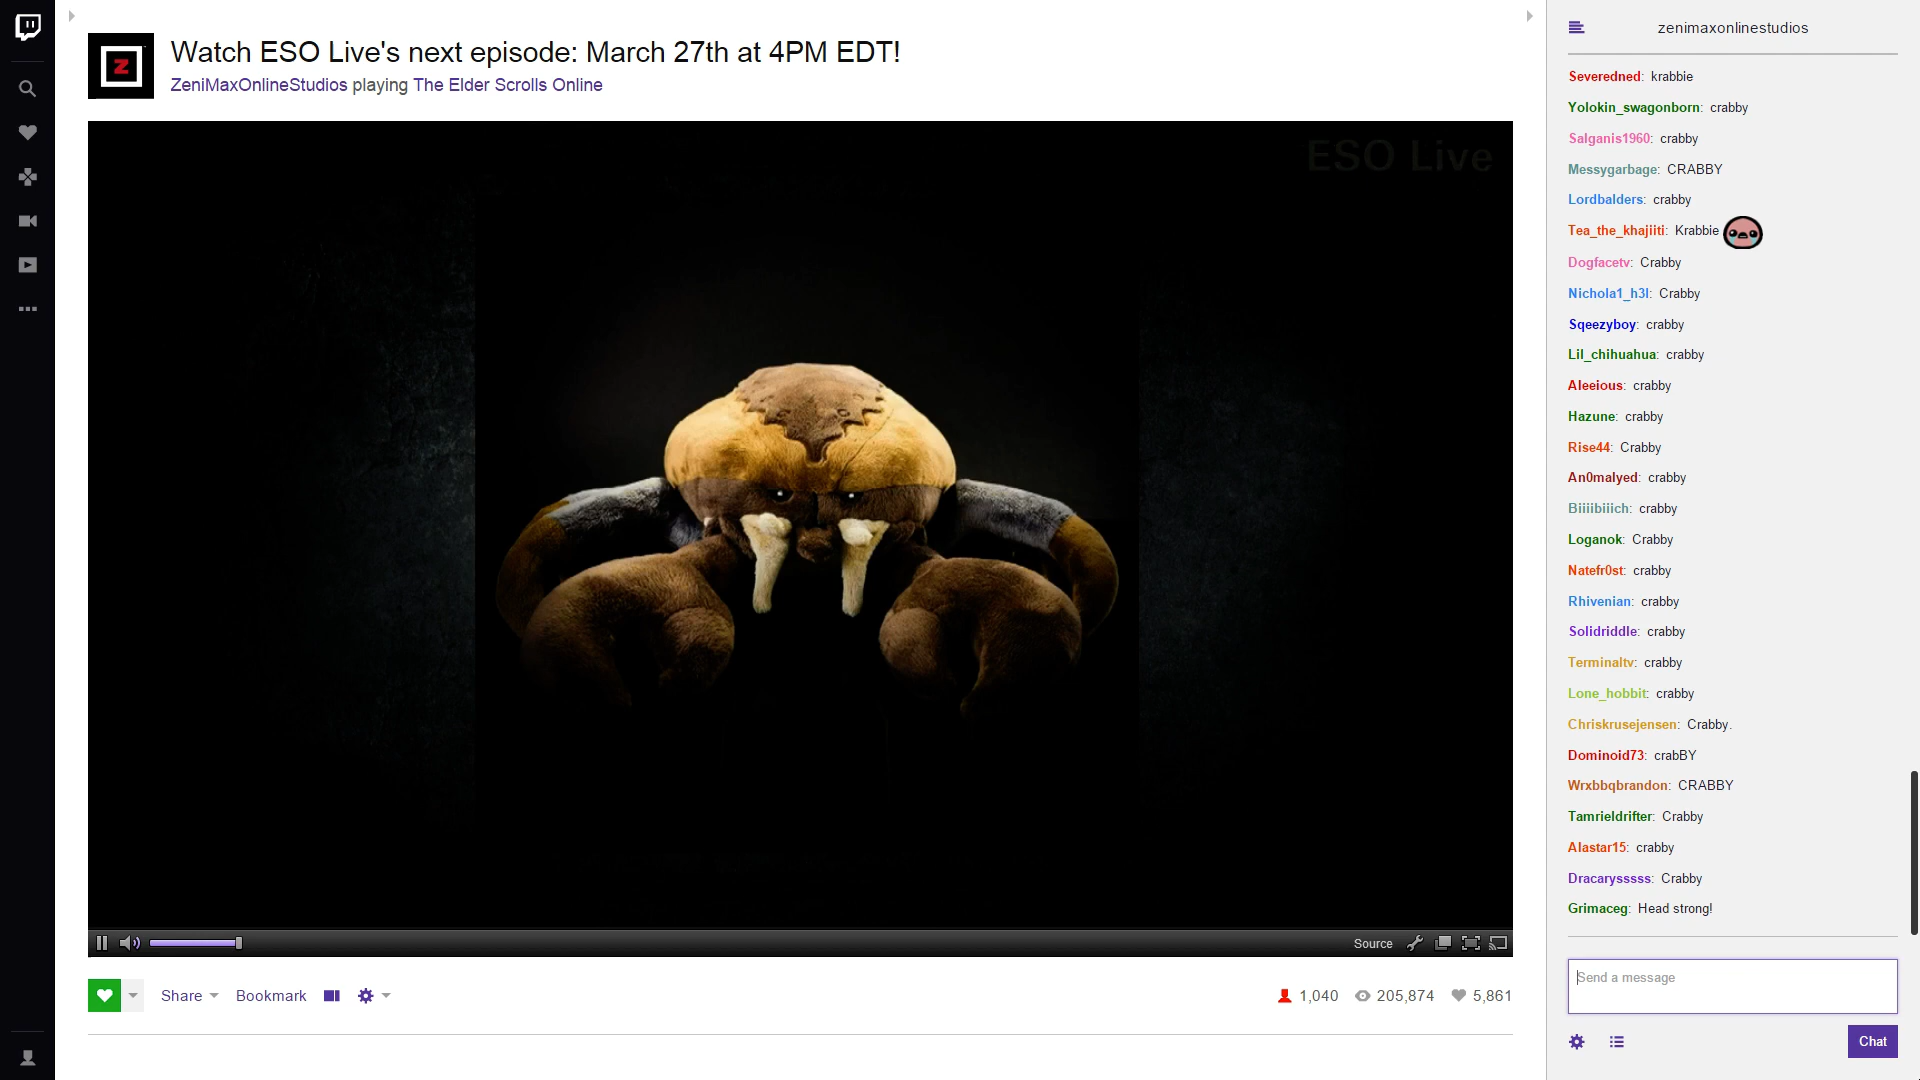 Watch ESO Live's next episode: March 27th at 4PM EDT!
ZeniMaxOnlineStudios playing The Elder Scrolls Online
Z
ESO Live
Source
Share
Bookmark
1,040
205,874
5,861
zenimaxonlinestudios
Severedned: krabbie
Yolokin_swagonborn: crabby
Salganis1960: crabby
Messygarbage: CRABBY
Lordbalders: crabby
Tea_the_khajiiti: Krabbie
Dogfacetv: Crabby
Nichola1_h3l: Crabby
Sqeezyboy: crabby
Lil_chihuahua: crabby
Aleeious: crabby
Hazune: crabby
Rise44: Crabby
An0malyed: crabby
Biiiibiiich: crabby
Loganok: Crabby
Natefr0st: crabby
Rhivenian: crabby
Solidriddle: crabby
Terminaltv: crabby
Lone_hobbit: crabby
Chriskrusejensen: Crabby.
Dominoid73: crabBY
Wrxbbqbrandon: CRABBY
Tamrieldrifter: Crabby
Alastar15: crabby
Dracarysssss: Crabby
Grimaceg: Head strong!
Send a message
Chat